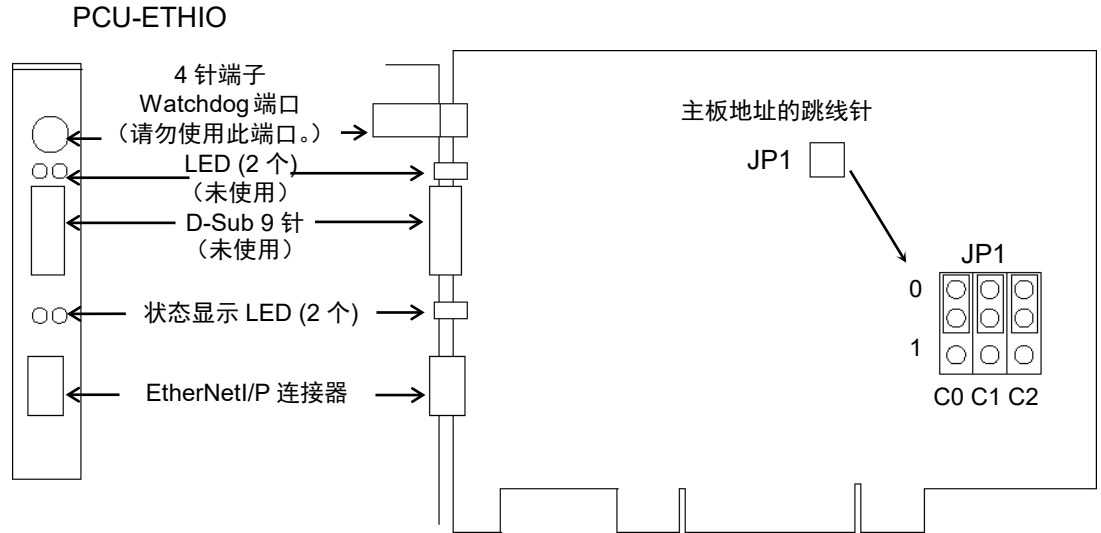 PCU-ETHIO
4 针端子
Watchdog 端口
（请勿使用此端口。）
LED (2 个)
（未使用）
D-Sub 9 针
（未使用）
状态显示 LED (2 个)
EtherNetI/P 连接器
主板地址的跳线针
JP1
JP1
0
1
C0 C1 C2